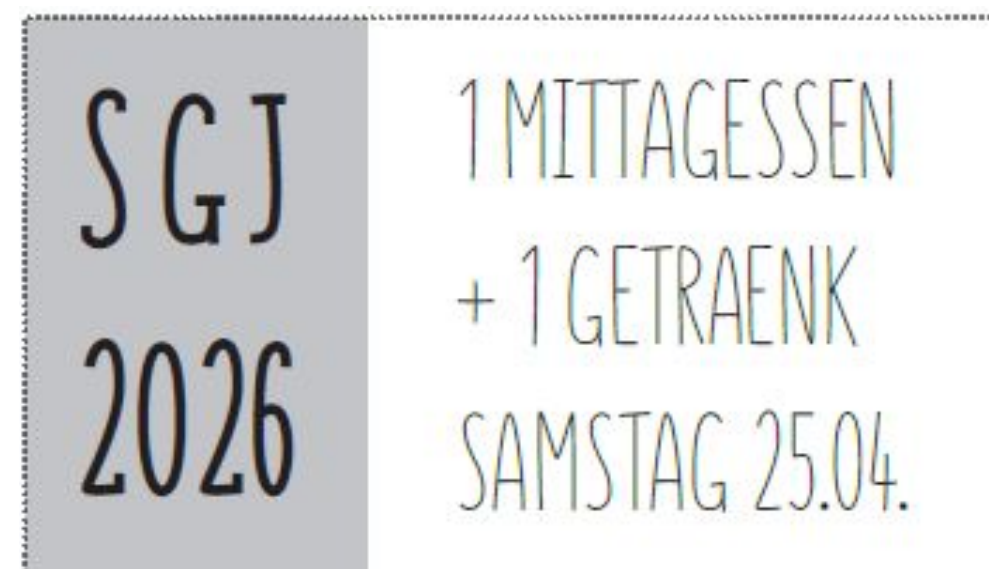 SGJ
2026
1 MITTAGESSEN
+ 1 GETRAENK
SAMSTAG 25.04.